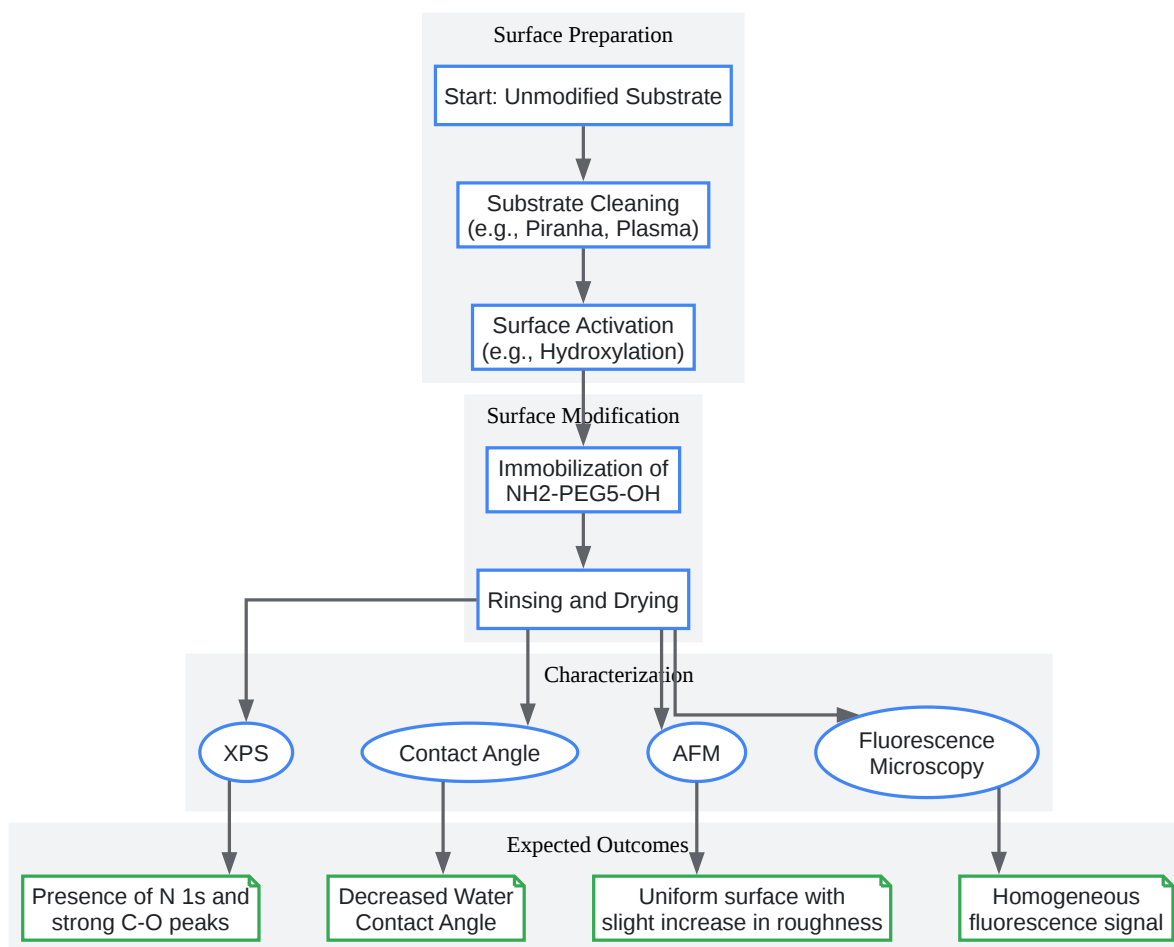 Surface Preparation
Start: Unmodified Substrate
Substrate Cleaning
(e.g., Piranha, Plasma)
Surface Activation
(e.g., Hydroxylation)
Surface Modification
Immobilization of
NH2-PEG5-OH
Rinsing and Drying
Characterization
XPS
Contact Angle
AFM
Fluorescence
Microscopy
Expected Outcomes
Presence of N 1s and
strong C-O peaks
Decreased Water
Contact Angle
Uniform surface with
slight increase in roughness
Homogeneous
fluorescence signal